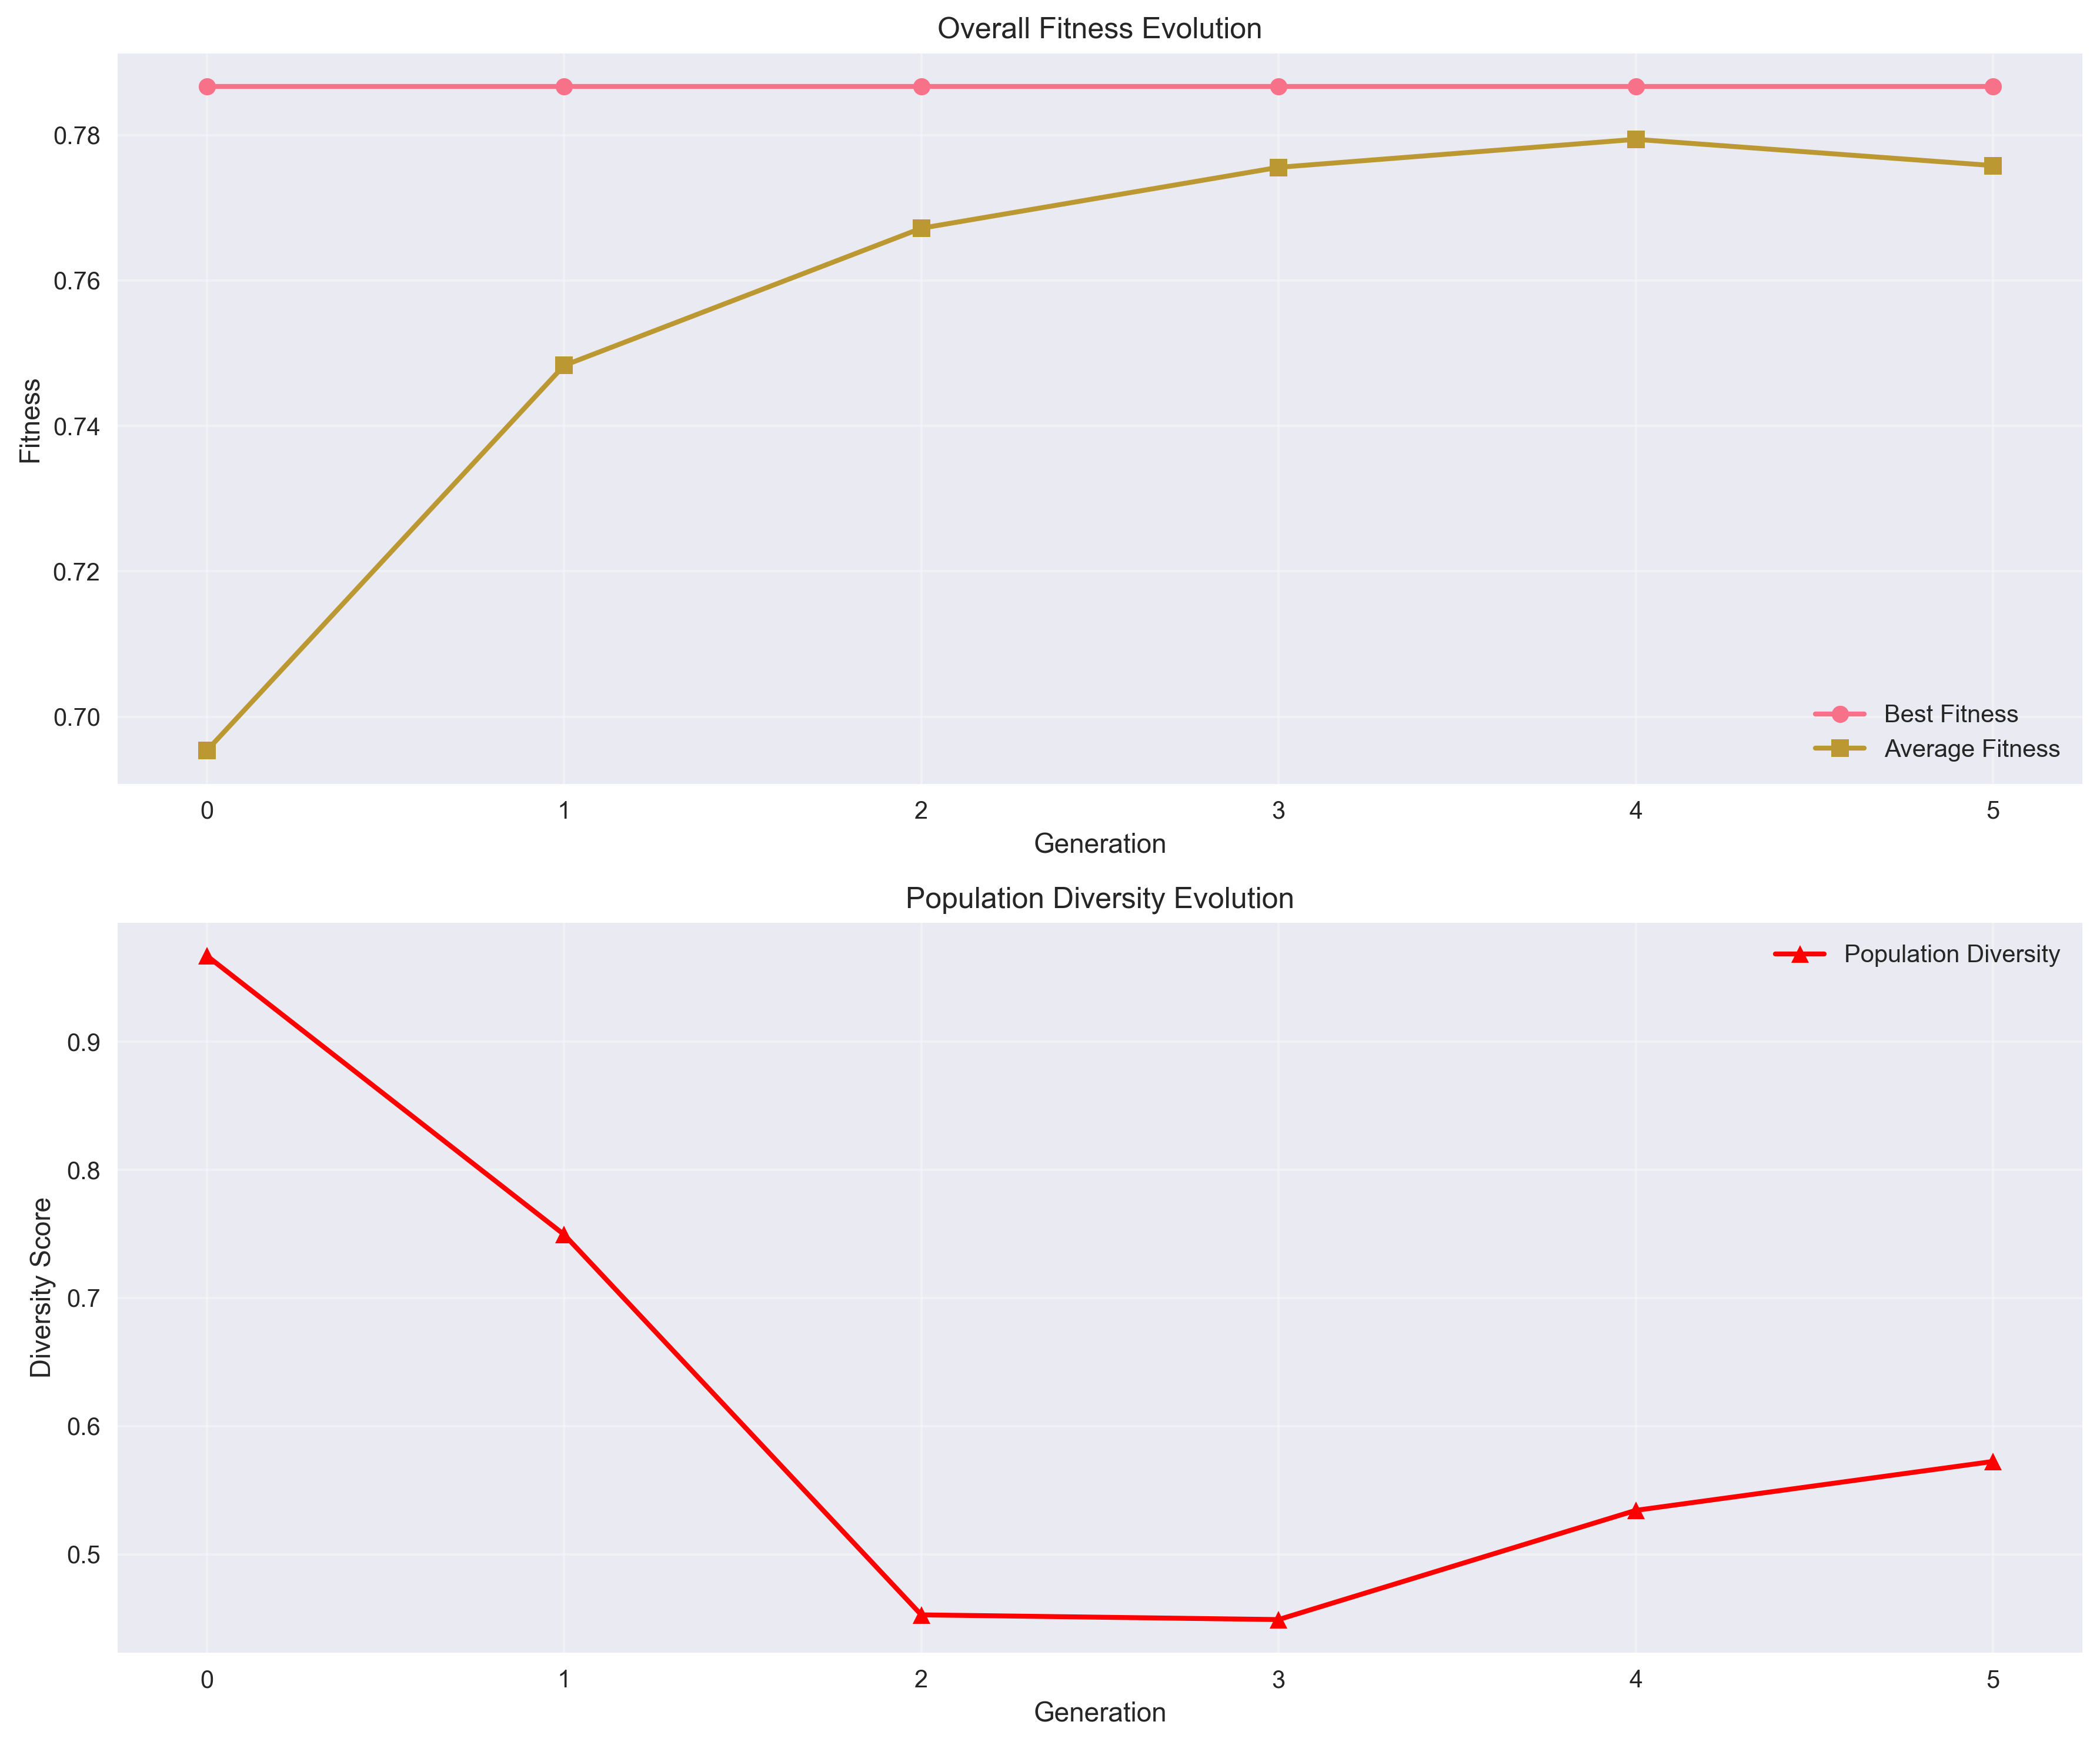 Overall Fitness Evolution
0.78
0.76
0.74
0.72
0.70
Fitness
Best Fitness
Average Fitness
0 1 2 3 4 5
Generation
Population Diversity Evolution
Population Diversity
0.9
0.8
0.7
0.6
0.5
Diversity Score
0 1 2 3 4 5
Generation